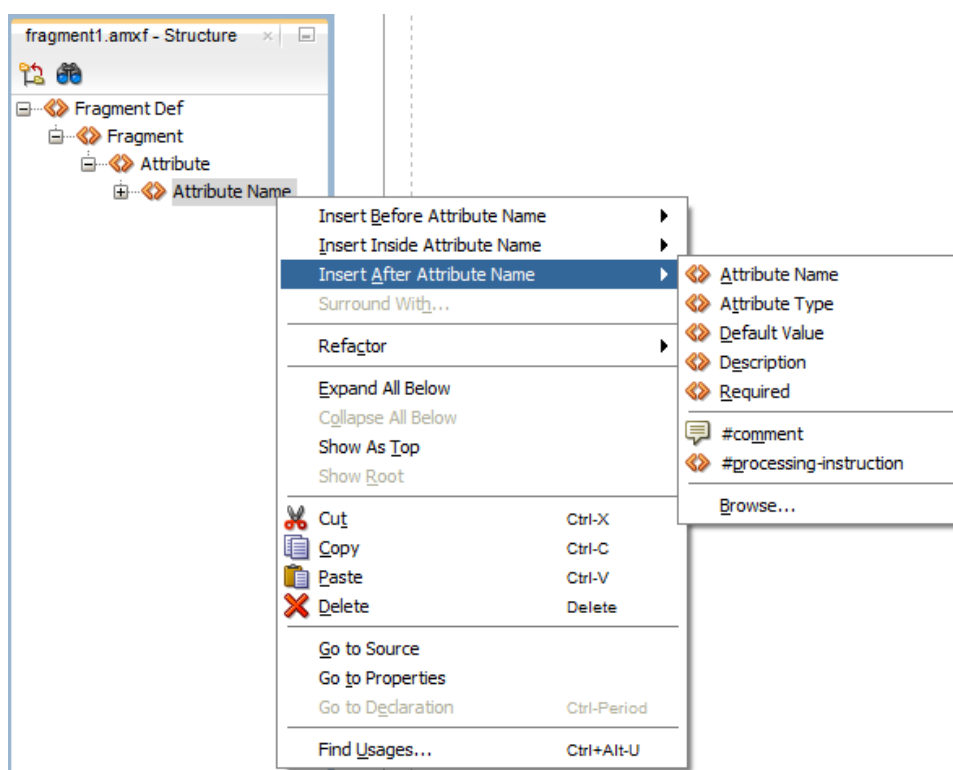 fragment1.amxf - Structure
Fragment Def
Fragment
Attribute
Attribute Name
Insert Before Attribute Name
Insert Inside Attribute Name
Insert After Attribute Name
Surround With...
Refactor
Expand All Below
Collapse All Below
Show As Top
Show Root
Cut Ctrl-X
Copy Ctrl-C
Paste Ctrl-V
Delete Delete
Go to Source
Go to Properties
Go to Declaration Ctrl-Period
Find Usages... Ctrl+Alt-U
Attribute Name
Attribute Type
Default Value
Description
Required
#comment
#processing-instruction
Browse...